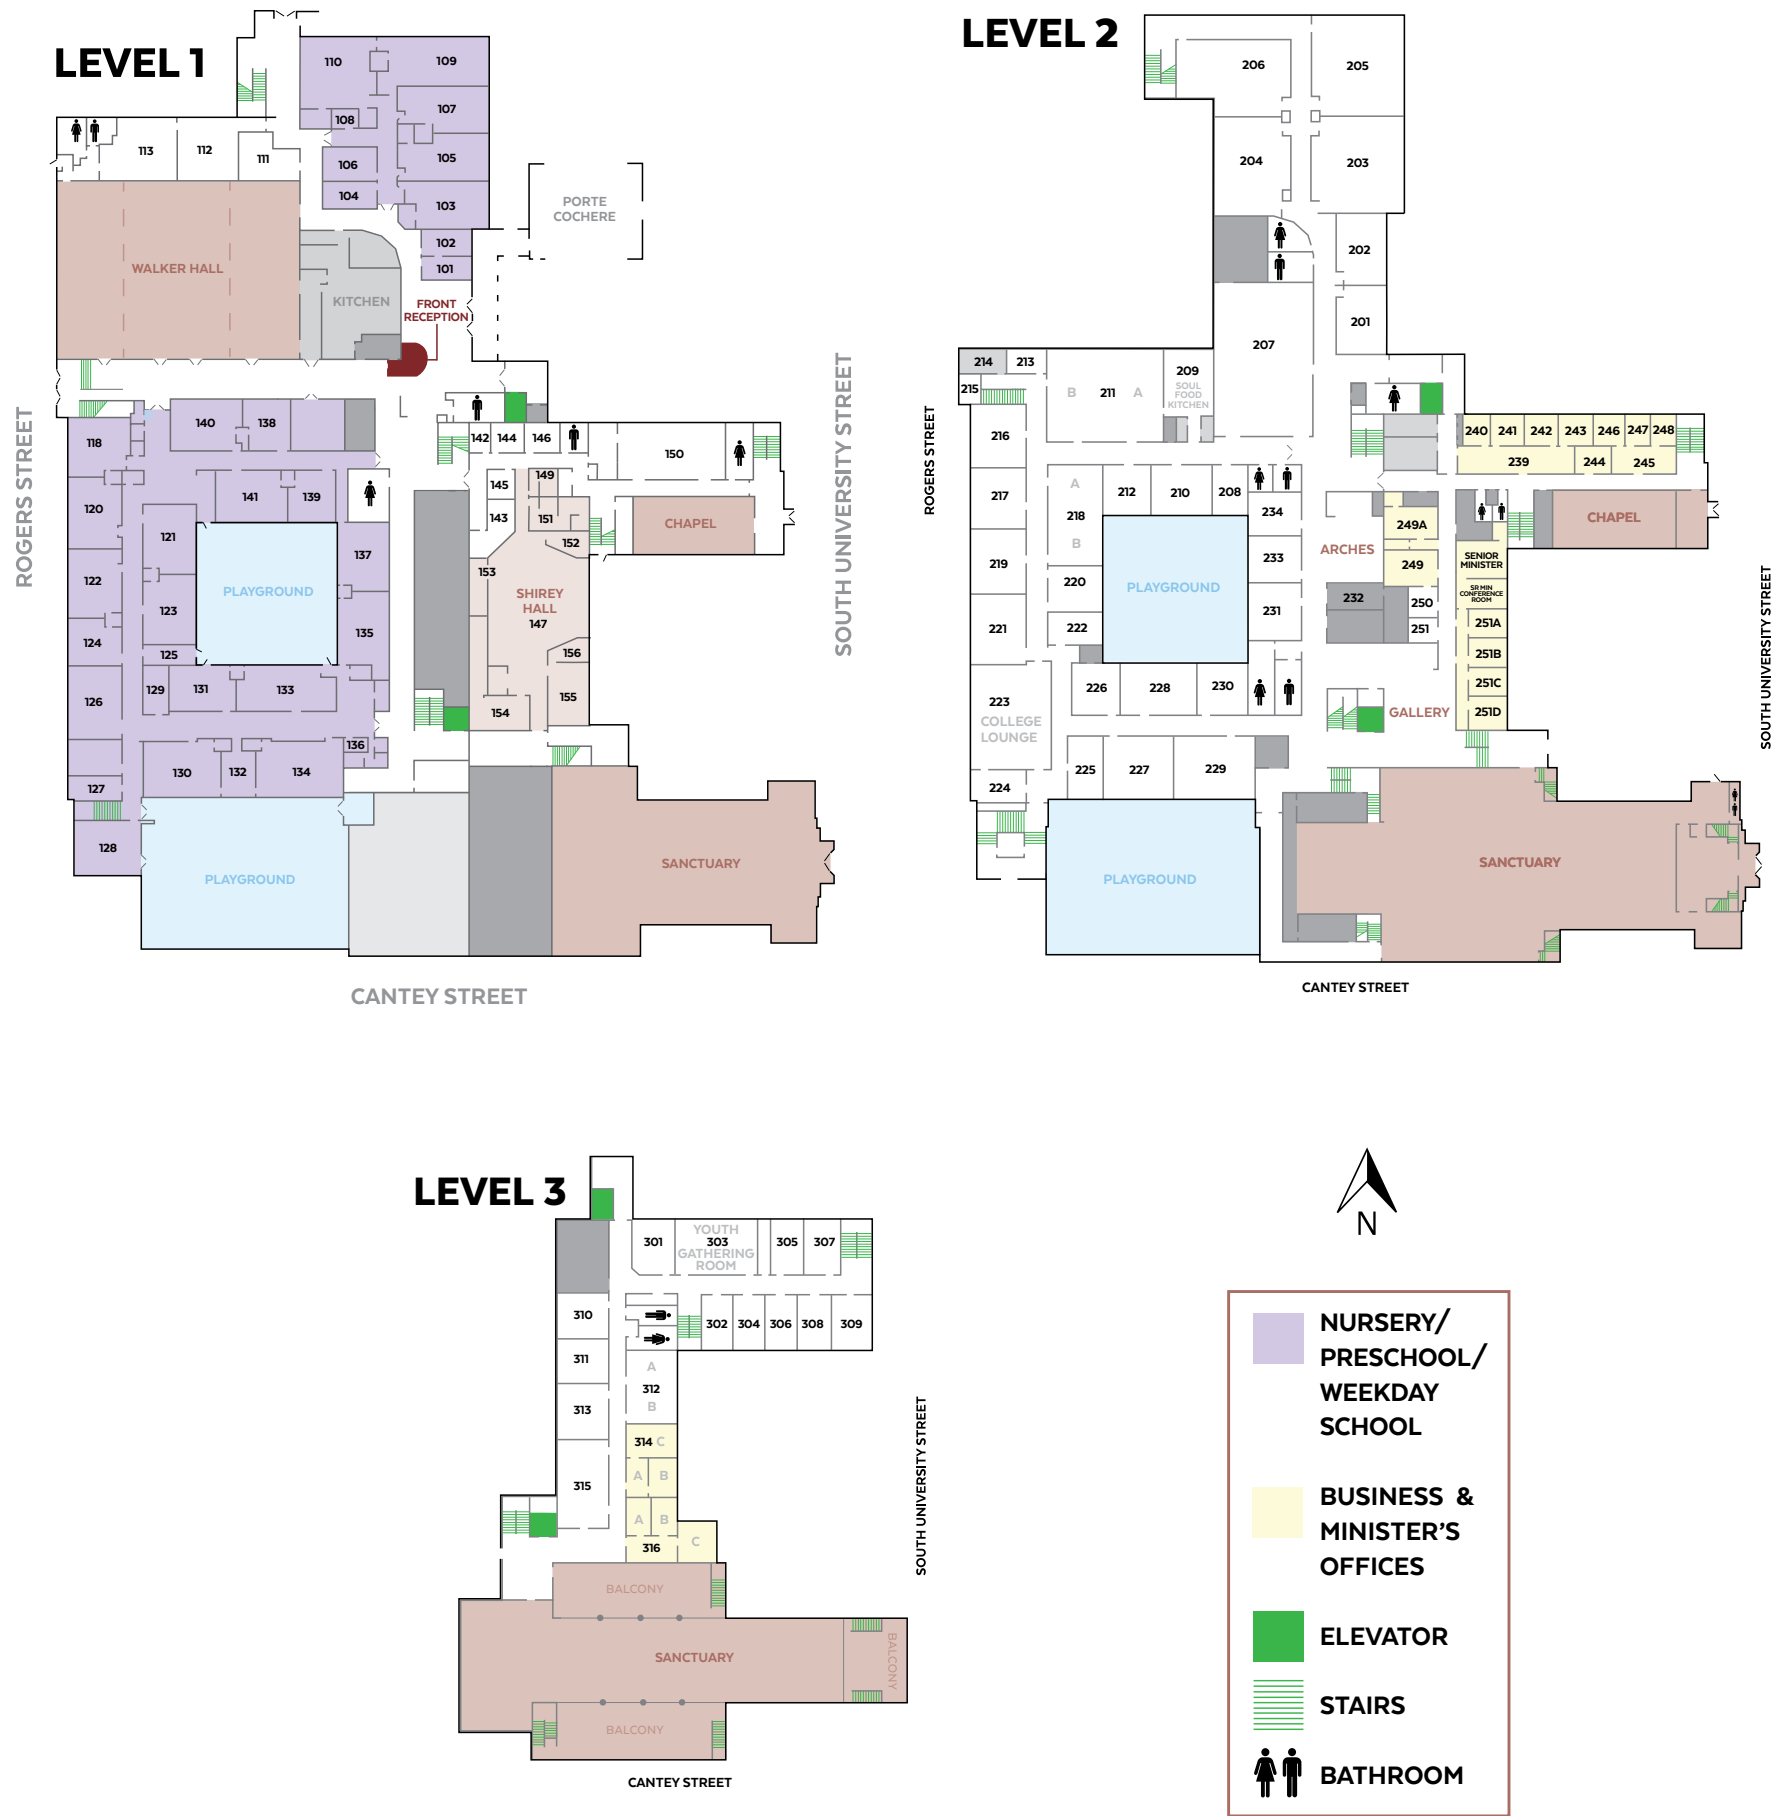 LEVEL 1
110
109
107
108
113
112
111
105
106
104
103
PORTE
COCHERE
102
101
WALKER HALL
KITCHEN
FRONT
RECEPTION
ROGERS STREET
SOUTH UNIVERSITY STREET
140
138
118
142
144
146
150
149
145
141
139
120
143
151
CHAPEL
121
152
137
122
153
PLAYGROUND
SHIREY
HALL
147
123
124
135
125
156
129
131
133
126
155
154
136
130
132
134
127
128
SANCTUARY
PLAYGROUND
CANTEY STREET
LEVEL 2
206
205
204
203
202
201
207
214
213
209
SOUL
FOOD
KITCHEN
215
B
211
A
ROGERS STREET
216
240
241
242
243
246
247
248
239
244
245
217
A
218
B
212
210
208
234
249A
CHAPEL
ARCHES
233
249
SENIOR
MINISTER
219
220
PLAYGROUND
SR MIN
CONFERENCE
ROOM
232
250
231
251
251A
221
222
251B
226
228
230
251C
223
COLLEGE
LOUNGE
GALLERY
251D
SOUTH UNIVERSITY STREET
225
227
229
224
SANCTUARY
PLAYGROUND
CANTEY STREET
LEVEL 3
301
YOUTH
303
GATHERING
ROOM
305
307
310
302
304
306
308
309
311
A
312
B
313
314
C
A
B
315
A
B
316
C
SOUTH UNIVERSITY STREET
BALCONY
SANCTUARY
BALCONY
BALCONY
CANTEY STREET
N
NURSERY/
PRESCHOOL/
WEEKDAY
SCHOOL
BUSINESS &
MINISTER'S
OFFICES
ELEVATOR
STAIRS
BATHROOM